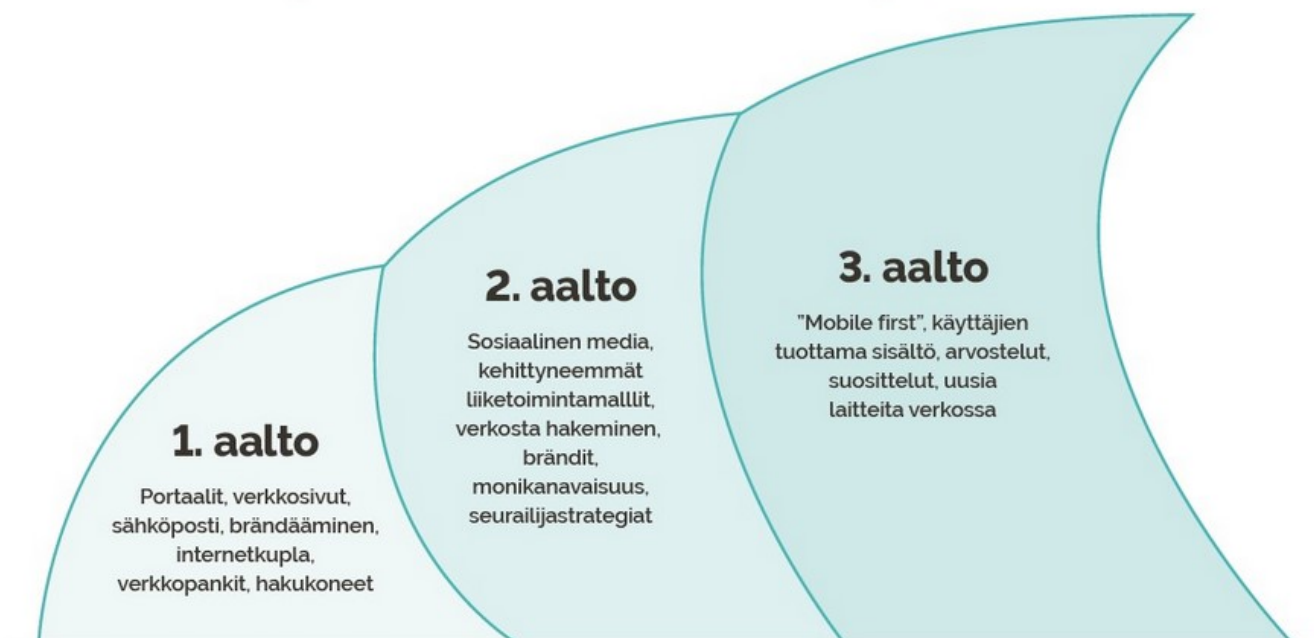 1. aalto
Portaalit, verkkosivut,
sähköposti, brändääminen,
internetkupla,
verkkopankit, hakukoneet
2. aalto
Sosiaalinen media,
kehittyneemmät
liiketoimintamalllit,
verkosta hakeminen,
brändit,
monikanavaisuus,
seurailijastrategiat
3. aalto
”Mobile first”, käyttäjien
tuottama sisältö, arvostelut,
suosittelut, uusia
laitteita verkossa